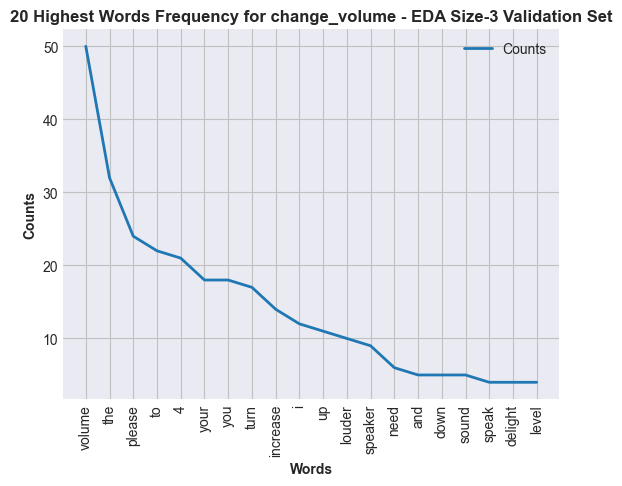 20 Highest Words Frequency for change_volume - EDA Size-3 Validation Set
Counts
50
40
30
20
10
Counts
volume
the
please
to
4
your
you
turn
increase
i
up
louder
speaker
need
and
down
sound
speak
delight
level
Words